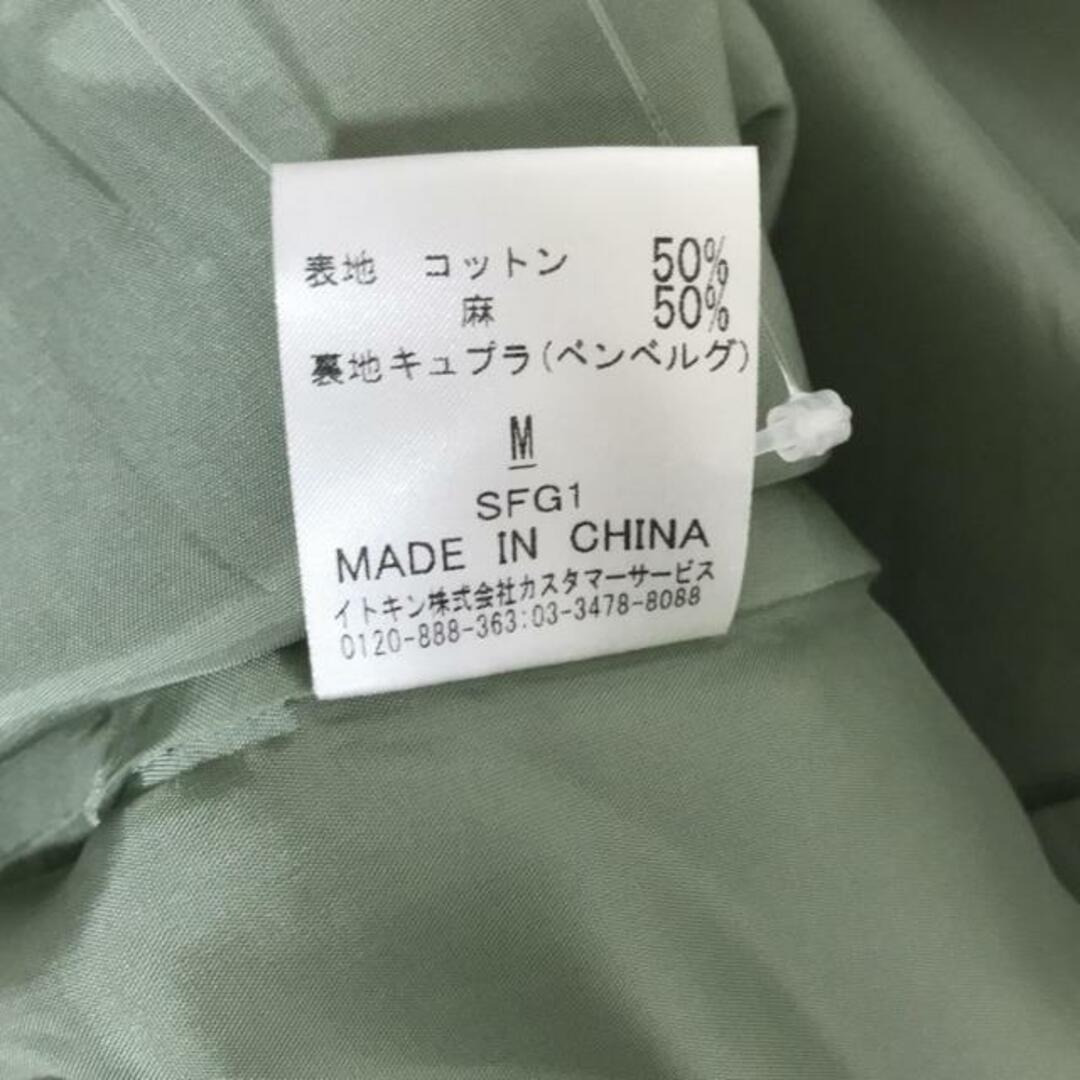 表地 コットン 50%
麻 50%
裏地キュプラ(ベンベルグ)
M
SFG1
MADE IN CHINA
イトキン株式会社カスタマーサービス
0120-888-363:03-3478-8088